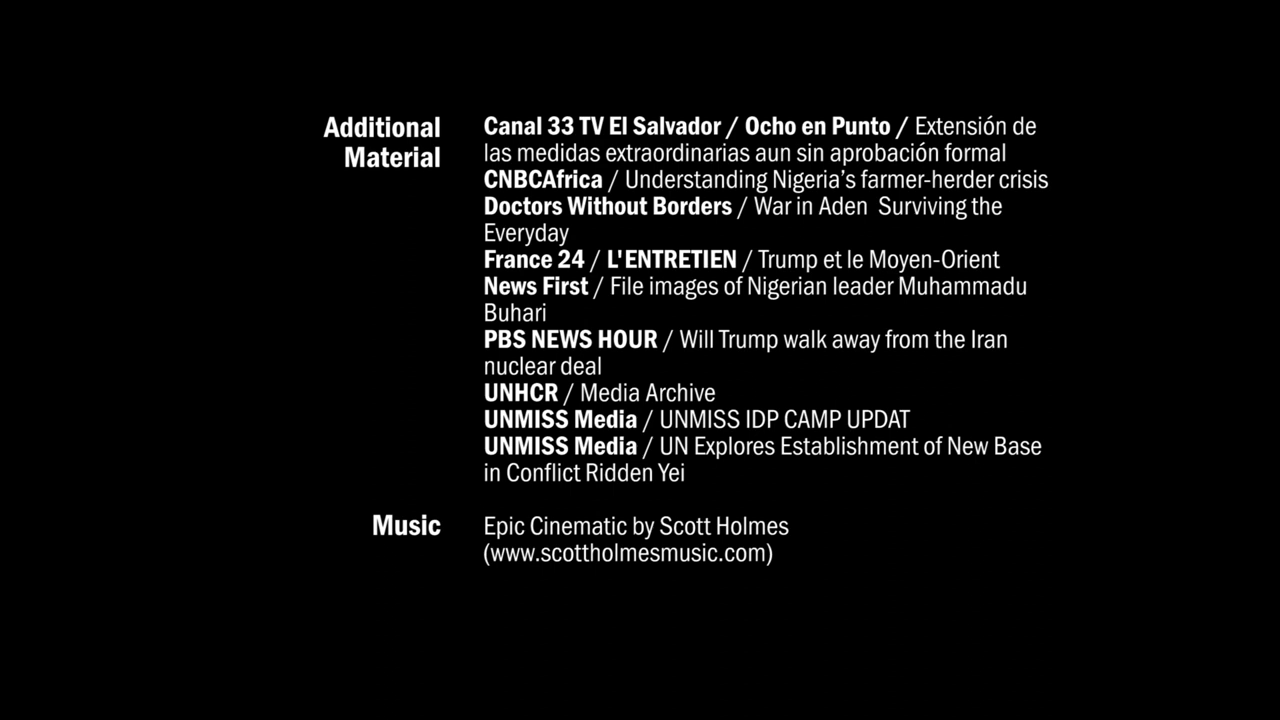 Additional
Material
Canal 33 TV El Salvador / Ocho en Punto / Extensión de
las medidas extraordinarias aun sin aprobación formal
CNBCAfrica / Understanding Nigeria's farmer-herder crisis
Doctors Without Borders / War in Aden  Surviving the
Everyday
France 24 / L'ENTRETIEN / Trump et le Moyen-Orient
News First / File images of Nigerian leader Muhammadu
Buhari
PBS NEWS HOUR / Will Trump walk away from the Iran
nuclear deal
UNHCR / Media Archive
UNMISS Media / UNMISS IDP CAMP UPDAT
UNMISS Media / UN Explores Establishment of New Base
in Conflict Ridden Yei
Music
Epic Cinematic by Scott Holmes
(www.scottholmesmusic.com)